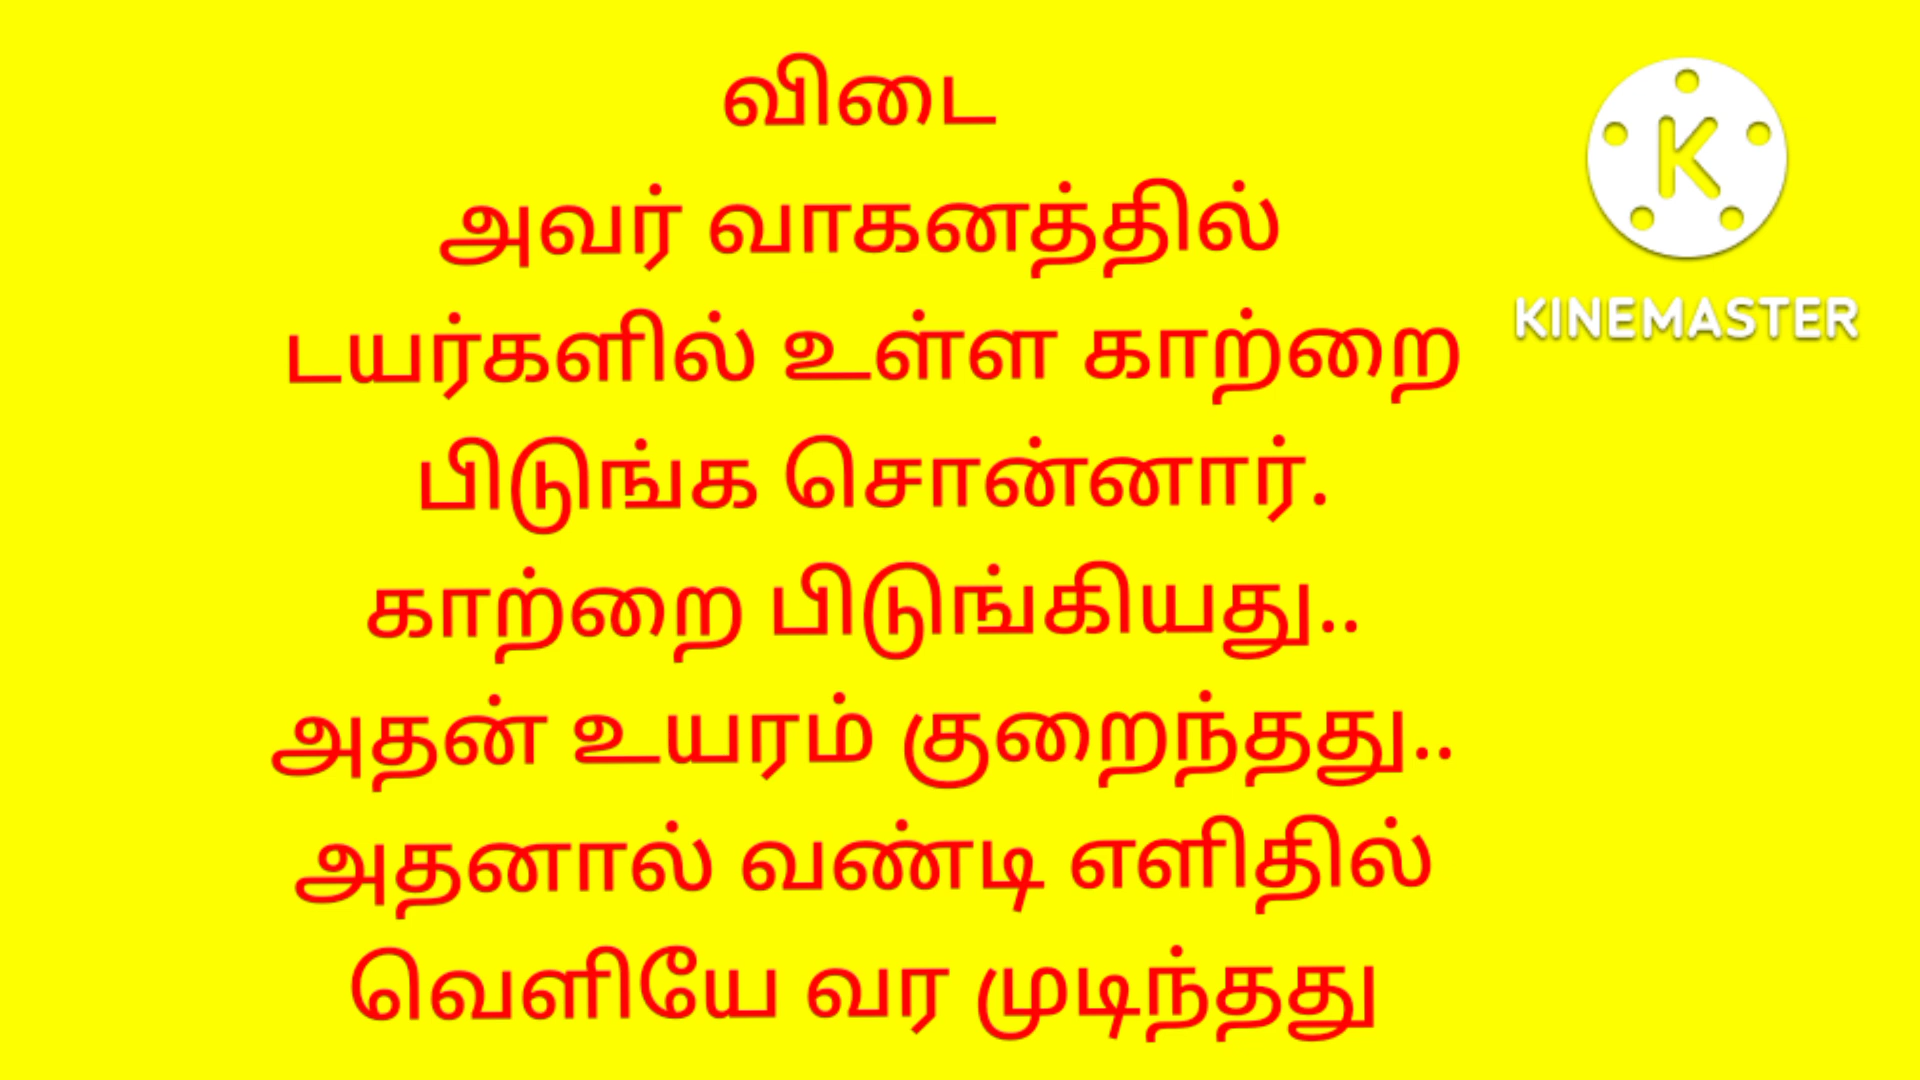 விடை
அவர் வாகனத்தில்
டயர்களில் உள்ள காற்றை
பிடுங்க சொன்னார்.
காற்றை பிடுங்கியது..
அதன் உயரம் குறைந்தது..
அதனால் வண்டி எளிதில்
வெளியே வர முடிந்தது
K
KINEMASTER